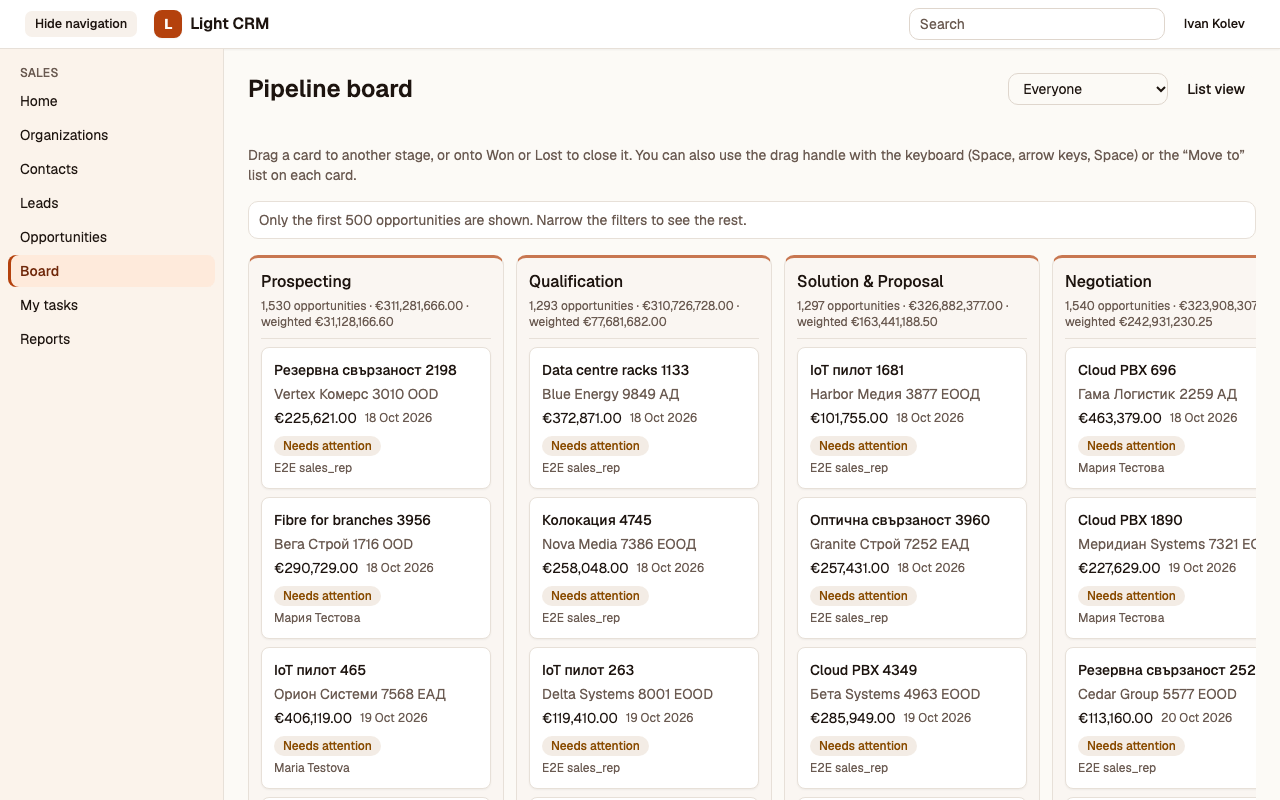 Hide navigation
L
Light CRM
Search
Ivan Kolev
SALES
Home
Organizations
Contacts
Leads
Opportunities
Board
My tasks
Reports
Pipeline board
Everyone
List view
Drag a card to another stage, or onto Won or Lost to close it. You can also use the drag handle with the keyboard (Space, arrow keys, Space) or the “Move to”
list on each card.
Only the first 500 opportunities are shown. Narrow the filters to see the rest.
Prospecting
1,530 opportunities · €311,281,666.00 ·
weighted €31,128,166.60
Резервна свързаност 2198
Vertex Комерс 3010 OOD
€225,621.00 18 Oct 2026
Needs attention
E2E sales_rep
Fibre for branches 3956
Вега Строй 1716 OOD
€290,729.00 18 Oct 2026
Needs attention
Мария Тестова
IoT пилот 465
Орион Системи 7568 ЕАД
€406,119.00 19 Oct 2026
Needs attention
Maria Testova
Qualification
1,293 opportunities · €310,726,728.00 ·
weighted €77,681,682.00
Data centre racks 1133
Blue Energy 9849 АД
€372,871.00 18 Oct 2026
Needs attention
E2E sales_rep
Колокация 4745
Nova Media 7386 ЕООД
€258,048.00 18 Oct 2026
Needs attention
E2E sales_rep
IoT пилот 263
Delta Systems 8001 EOOD
€119,410.00 19 Oct 2026
Needs attention
E2E sales_rep
Solution & Proposal
1,297 opportunities · €326,882,377.00 ·
weighted €163,441,188.50
IoT пилот 1681
Harbor Медия 3877 ЕООД
€101,755.00 18 Oct 2026
Needs attention
E2E sales_rep
Оптична свързаност 3960
Granite Строй 7252 ЕАД
€257,431.00 18 Oct 2026
Needs attention
E2E sales_rep
Cloud PBX 4349
Бета Systems 4963 EOOD
€285,949.00 19 Oct 2026
Needs attention
E2E sales_rep
Negotiation
1,540 opportunities · €323,908,307
weighted €242,931,230.25
Cloud PBX 696
Гама Логистик 2259 АД
€463,379.00 18 Oct 2026
Needs attention
Мария Тестова
Cloud PBX 1890
Меридиан Systems 7321
€227,629.00 19 Oct 2026
Needs attention
Мария Тестова
Резервна свързаност 252
Cedar Group 5577 EOOD
€113,160.00 20 Oct 2026
Needs attention
E2E sales_rep